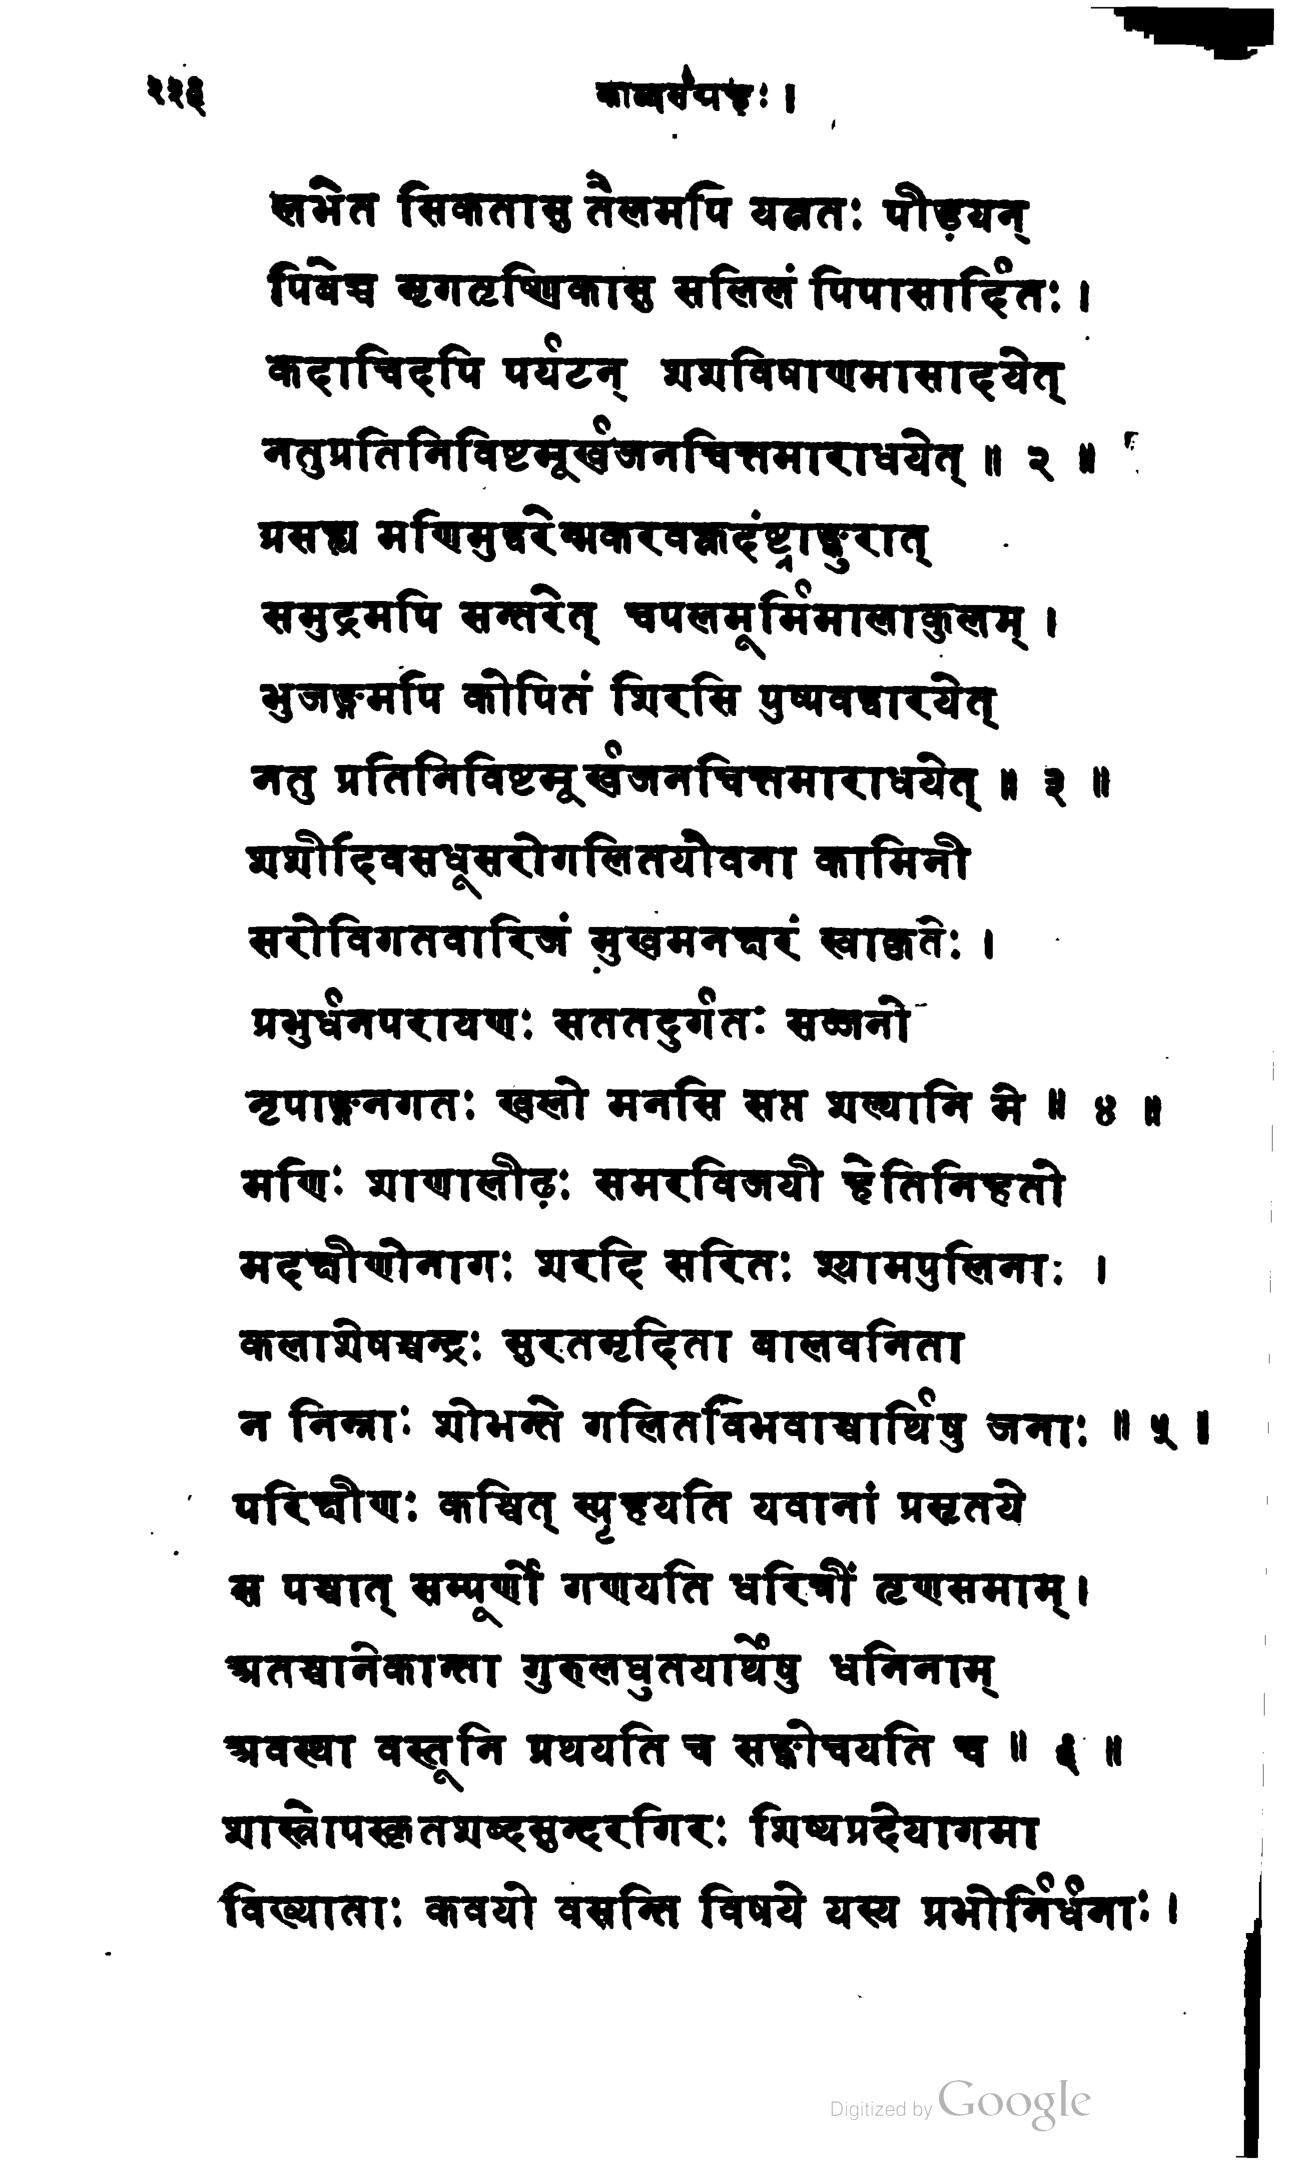 २२६
काव्यसंग्रहः ।
लभेत सिकतासु तैलमपि यत्नतः पीड़यन्
पिबेच्च मृगतृष्णिकासु सलिलं पिपासार्दितः ।
कदाचिदपि पर्यटन् शशविषाणमासादयेत्
नतुप्रतिनिविष्टमूर्खजनचित्तमाराधयेत् ॥ २ ॥
प्रसह्य मणिमुद्धरेन्मकरवक्त्रदंष्ट्राङ्कुरात्
समुद्रमपि सन्तरेत् चपलमूर्मिमालाकुलम् ।
भुजङ्गमपि कोपितं शिरसि पुष्पवद्धारयेत्
नतु प्रतिनिविष्टमूर्खजनचित्तमाराधयेत् ॥ ३ ॥
शशीदिवसधूसरोगलितयौवना कामिनी
सरोविगतवारिजं मुखमनक्षरं स्वाकृतेः ।
प्रभुर्धनपरायणः सततदुर्गतः सज्जनो
नृपाङ्गनगतः खलो मनसि सप्त शल्यानि मे ॥ ४ ॥
मणिः शाणालीढ़ः समरविजयी हेतिनिहतो
मदक्षीणोनागः शरदि सरितः श्यामपुलिनाः ।
कलाशेषश्चन्द्रः सुरतमृदिता बालवनिता
न निम्नाः शोभन्ते गलितविभवाश्चार्थिषु जनाः ॥ ५ ॥
परिक्षीणः कश्चित् स्पृहयति यवानां प्रसृतये
स पश्चात् सम्पूर्णो गणयति धरित्रीं तृणसमाम् ।
अतश्चानेकान्ता गुरुलघुतयार्थेषु धनिनाम्
अवस्था वस्तूनि प्रथयति च सङ्कोचयति च ॥ ६ ॥
शास्त्रोपस्कृतशब्दसुन्दरगिरः शिष्यप्रदेयागमा
विख्याताः कवयो वसन्ति विषये यस्य प्रभोर्निर्धनाः ।
Digitized by Google